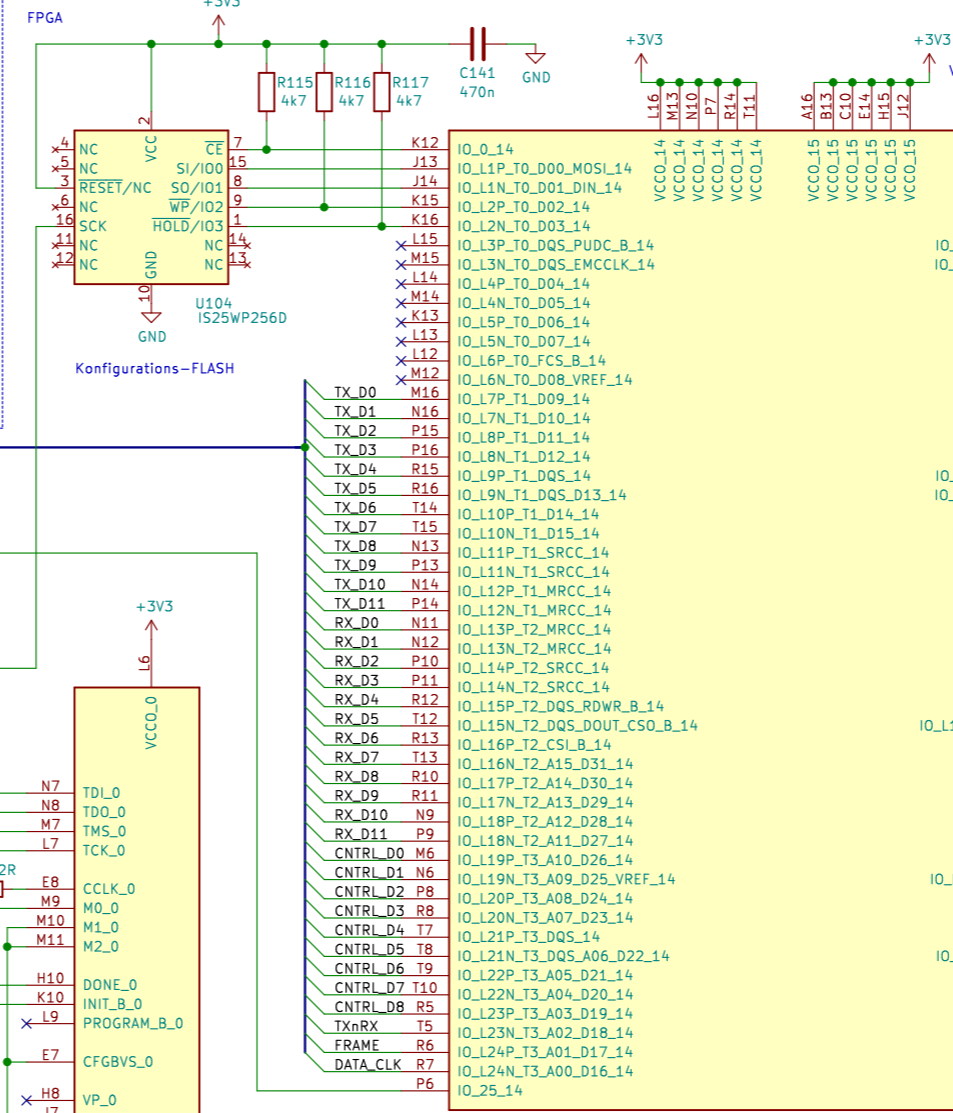 FPGA
+3V3
R115
4k7
R116
4k7
R117
4k7
C141
470n
GND
+3V3
+3V3
2
VCC
4 NC
5 NC
3 RESET/NC
6 NC
16 SCK
11 NC
12 NC
CE 7
SI/IO0 15
SO/IO1 8
WP/IO2 9
HOLD/IO3 1
NC 14
NC 13
GND
10
U104
IS25WP256D
GND
Konfigurations-FLASH
L16 VCCO_14
M13 VCCO_14
N10 VCCO_14
P7 VCCO_14
R14 VCCO_14
T11 VCCO_14
A16 VCCO_15
B13 VCCO_15
C10 VCCO_15
E14 VCCO_15
H15 VCCO_15
J12 VCCO_15
K12 IO_0_14
J13 IO_L1P_T0_D00_MOSI_14
J14 IO_L1N_T0_D01_DIN_14
K15 IO_L2P_T0_D02_14
K16 IO_L2N_T0_D03_14
L15 IO_L3P_T0_DQS_PUDC_B_14
M15 IO_L3N_T0_DQS_EMCCLK_14
L14 IO_L4P_T0_D04_14
M14 IO_L4N_T0_D05_14
K13 IO_L5P_T0_D06_14
L13 IO_L5N_T0_D07_14
L12 IO_L6P_T0_FCS_B_14
M12 IO_L6N_T0_D08_VREF_14
TX_D0 M16 IO_L7P_T1_D09_14
TX_D1 N16 IO_L7N_T1_D10_14
TX_D2 P15 IO_L8P_T1_D11_14
TX_D3 P16 IO_L8N_T1_D12_14
TX_D4 R15 IO_L9P_T1_DQS_14
TX_D5 R16 IO_L9N_T1_DQS_D13_14
TX_D6 T14 IO_L10P_T1_D14_14
TX_D7 T15 IO_L10N_T1_D15_14
TX_D8 N13 IO_L11P_T1_SRCC_14
TX_D9 P13 IO_L11N_T1_SRCC_14
TX_D10 N14 IO_L12P_T1_MRCC_14
TX_D11 P14 IO_L12N_T1_MRCC_14
RX_D0 N11 IO_L13P_T2_MRCC_14
RX_D1 N12 IO_L13N_T2_MRCC_14
RX_D2 P10 IO_L14P_T2_SRCC_14
RX_D3 P11 IO_L14N_T2_SRCC_14
RX_D4 R12 IO_L15P_T2_DQS_RDWR_B_14
RX_D5 T12 IO_L15N_T2_DQS_DOUT_CSO_B_14
RX_D6 R13 IO_L16P_T2_CSI_B_14
RX_D7 T13 IO_L16N_T2_A15_D31_14
RX_D8 R10 IO_L17P_T2_A14_D30_14
RX_D9 R11 IO_L17N_T2_A13_D29_14
RX_D10 N9 IO_L18P_T2_A12_D28_14
RX_D11 P9 IO_L18N_T2_A11_D27_14
CNTRL_D0 M6 IO_L19P_T3_A10_D26_14
CNTRL_D1 N6 IO_L19N_T3_A09_D25_VREF_14
CNTRL_D2 P8 IO_L20P_T3_A08_D24_14
CNTRL_D3 R8 IO_L20N_T3_A07_D23_14
CNTRL_D4 T7 IO_L21P_T3_DQS_14
CNTRL_D5 T8 IO_L21N_T3_DQS_A06_D22_14
CNTRL_D6 T9 IO_L22P_T3_A05_D21_14
CNTRL_D7 T10 IO_L22N_T3_A04_D20_14
CNTRL_D8 R5 IO_L23P_T3_A03_D19_14
TXnRX T5 IO_L23N_T3_A02_D18_14
FRAME R6 IO_L24P_T3_A01_D17_14
DATA_CLK R7 IO_L24N_T3_A00_D16_14
P6 IO_25_14
+3V3
L6
VCCO_0
N7 TDI_0
N8 TDO_0
M7 TMS_0
L7 TCK_0
2R
E8 CCLK_0
M9 M0_0
M10 M1_0
M11 M2_0
H10 DONE_0
K10 INIT_B_0
L9 PROGRAM_B_0
E7 CFGBVS_0
H8 VP_0
J7
IO_
IO_
IO_
IO_
IO_L1
IO_
IO_